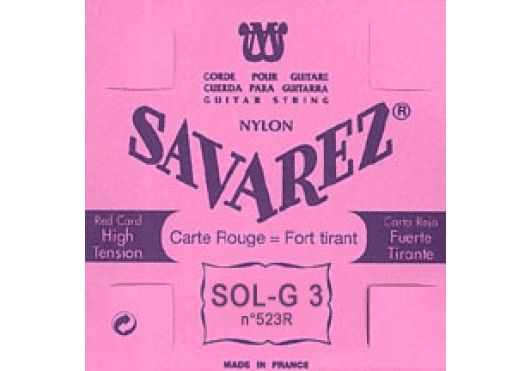 CORDE POUR GUITARE
CUERDA PARA GUITARRA
GUITAR STRING
NYLON
SAVAREZ®
Red Card
High
Tension
Carte Rouge = Fort tirant
Carta Roja
Fuerte
Tirante
SOL-G 3
n°523R
MADE IN FRANCE